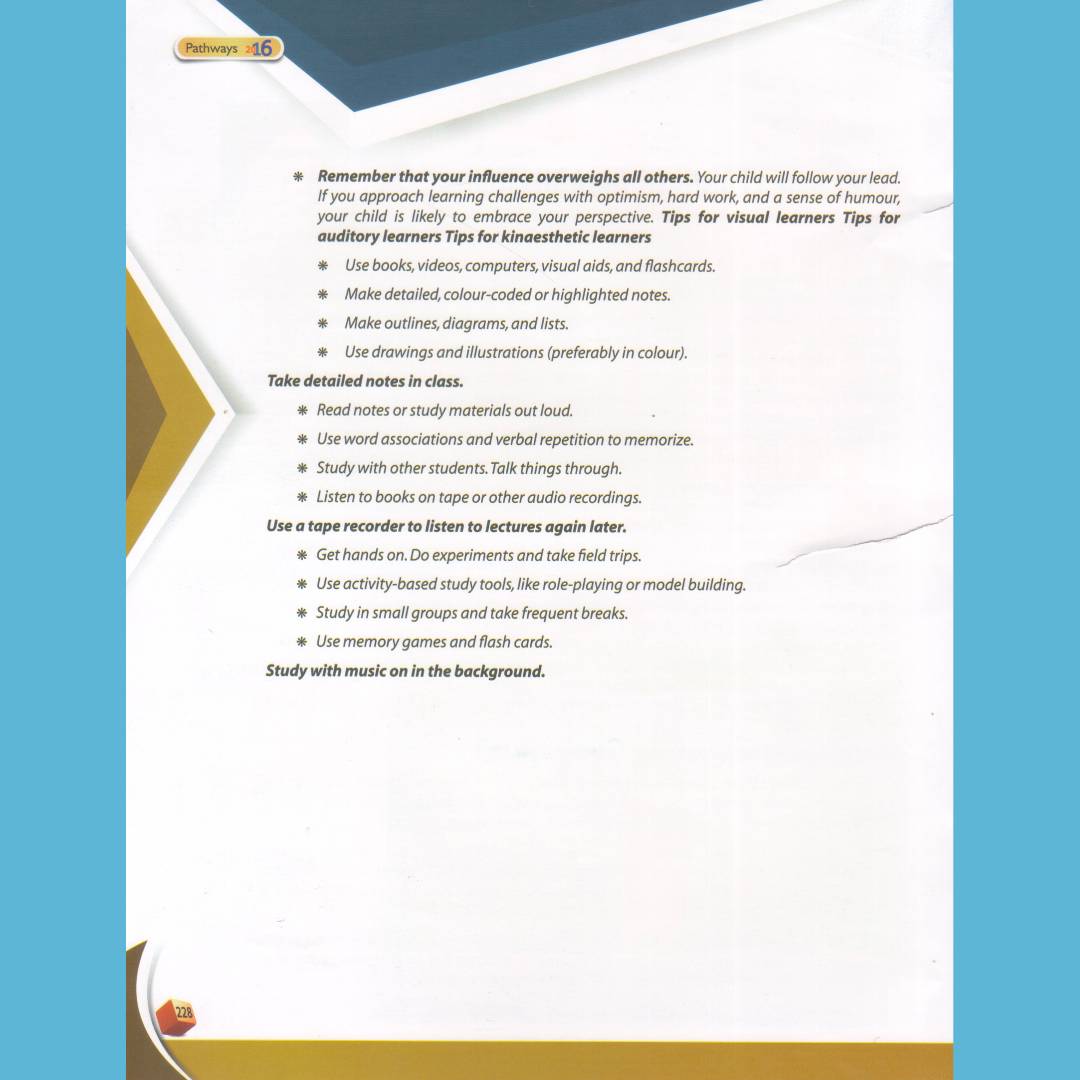 Pathways 2016
⁕ Remember that your influence overweighs all others. Your child will follow your lead.
If you approach learning challenges with optimism, hard work, and a sense of humour,
your child is likely to embrace your perspective. Tips for visual learners Tips for
auditory learners Tips for kinaesthetic learners
⁕ Use books, videos, computers, visual aids, and flashcards.
⁕ Make detailed, colour-coded or highlighted notes.
⁕ Make outlines, diagrams, and lists.
⁕ Use drawings and illustrations (preferably in colour).
Take detailed notes in class.
⁕ Read notes or study materials out loud.
⁕ Use word associations and verbal repetition to memorize.
⁕ Study with other students. Talk things through.
⁕ Listen to books on tape or other audio recordings.
Use a tape recorder to listen to lectures again later.
⁕ Get hands on. Do experiments and take field trips.
⁕ Use activity-based study tools, like role-playing or model building.
⁕ Study in small groups and take frequent breaks.
⁕ Use memory games and flash cards.
Study with music on in the background.
228